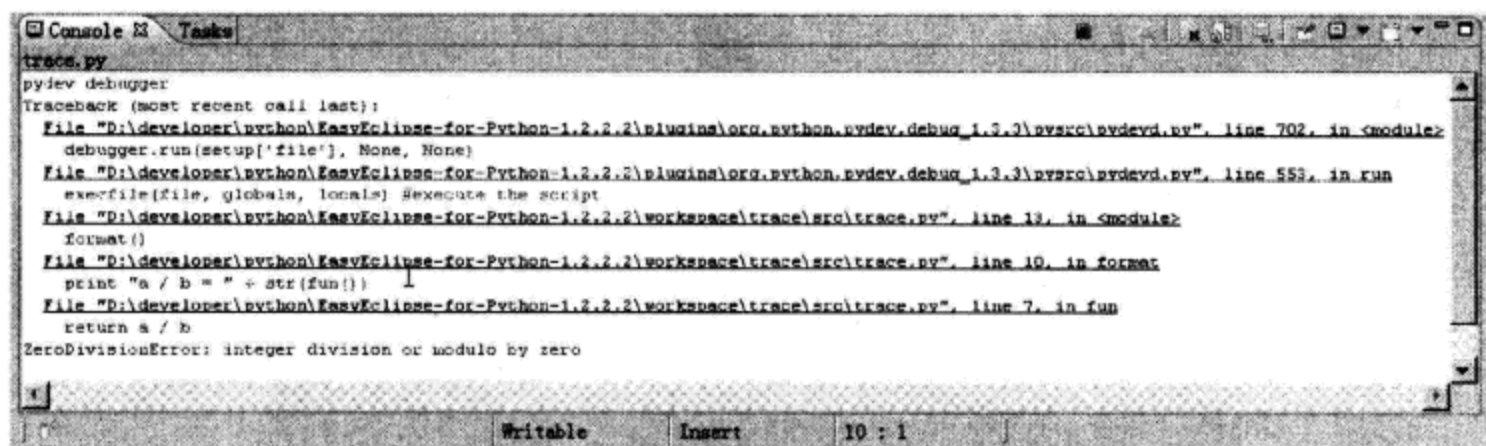 Console Tasks
trace.py
pydev debugger
Traceback (most recent call last):
File "D:\developer\python\EasyEclipse-for-Python-1.2.2.2\plugins\org.python.pydev.debug_1.3.3\pysrc\pydevd.py", line 702, in <module>
debugger.run(setup['file'], None, None)
File "D:\developer\python\EasyEclipse-for-Python-1.2.2.2\plugins\org.python.pydev.debug_1.3.3\pysrc\pydevd.py", line 553, in run
execfile(file, globals, locals) #execute the script
File "D:\developer\python\EasyEclipse-for-Python-1.2.2.2\workspace\trace\src\trace.py", line 13, in <module>
format()
File "D:\developer\python\EasyEclipse-for-Python-1.2.2.2\workspace\trace\src\trace.py", line 10, in format
print "a / b = " + str(fun())
File "D:\developer\python\EasyEclipse-for-Python-1.2.2.2\workspace\trace\src\trace.py", line 7, in fun
return a / b
ZeroDivisionError: integer division or modulo by zero
Writable Insert 10 : 1